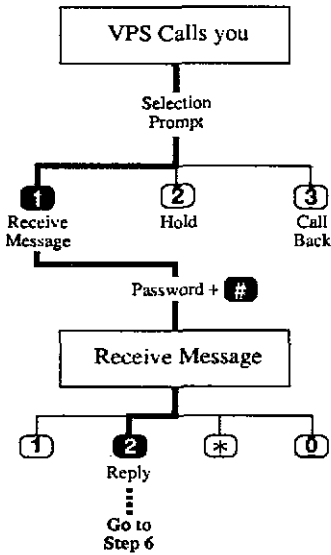 VPS Calls you
Selection
Prompt
1 2 3
Receive Hold Call
Message Back
Password + #
Receive Message
1 2 * 0
Reply
Go to
Step 6